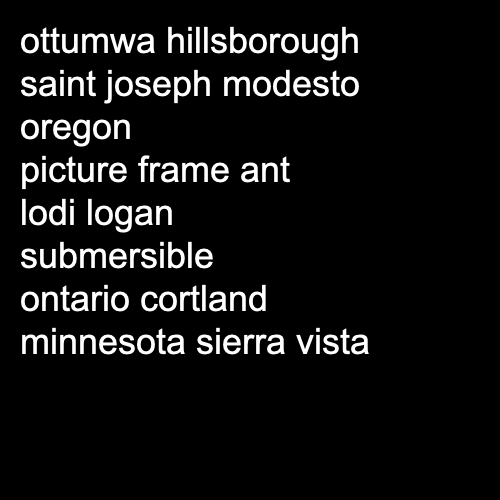 ottumwa hillsborough
saint joseph modesto
oregon
picture frame ant
lodi logan
submersible
ontario cortland
minnesota sierra vista